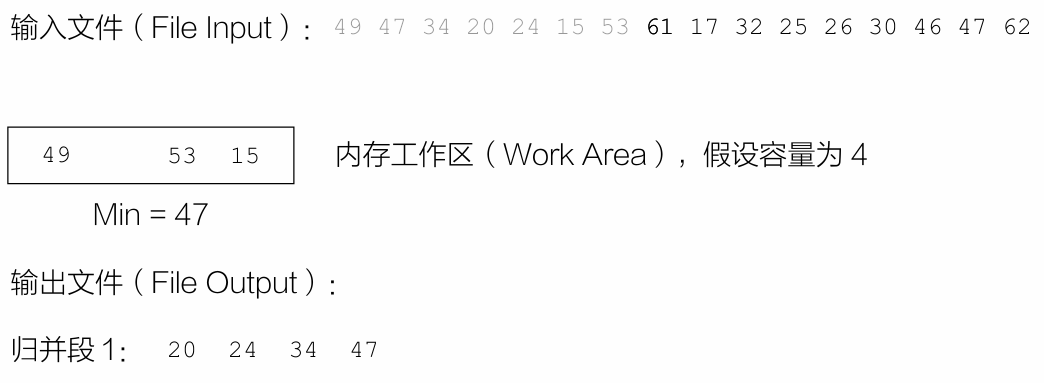 输入文件（File Input）: 49 47 34 20 24 15 53 61 17 32 25 26 30 46 47 62
49 53 15 内存工作区（Work Area），假设容量为 4
Min = 47
输出文件（File Output）:
归并段 1: 20 24 34 47